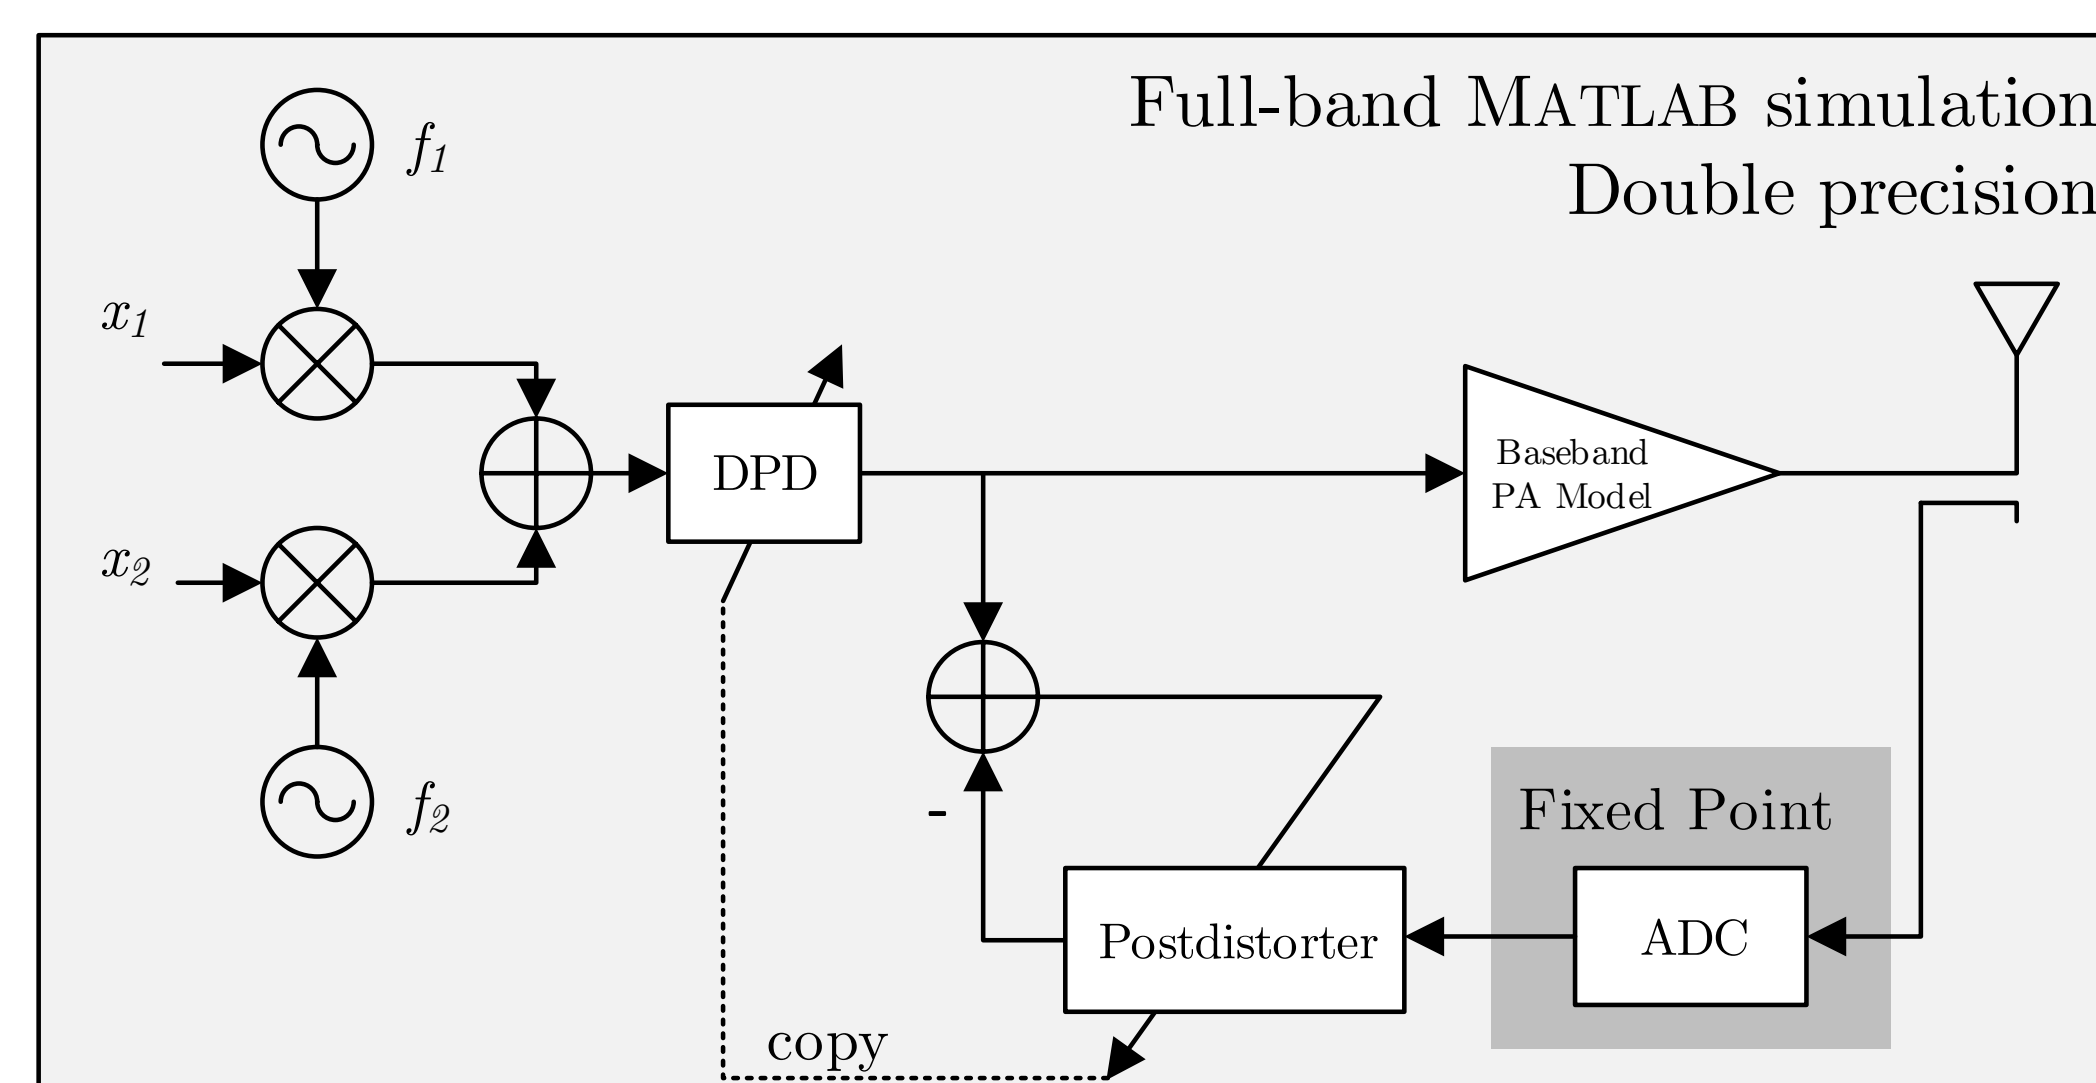 Full-band MATLAB simulation
Double precision
f1
x1
DPD
Baseband
PA Model
x2
f2
-
Fixed Point
Postdistorter
ADC
copy